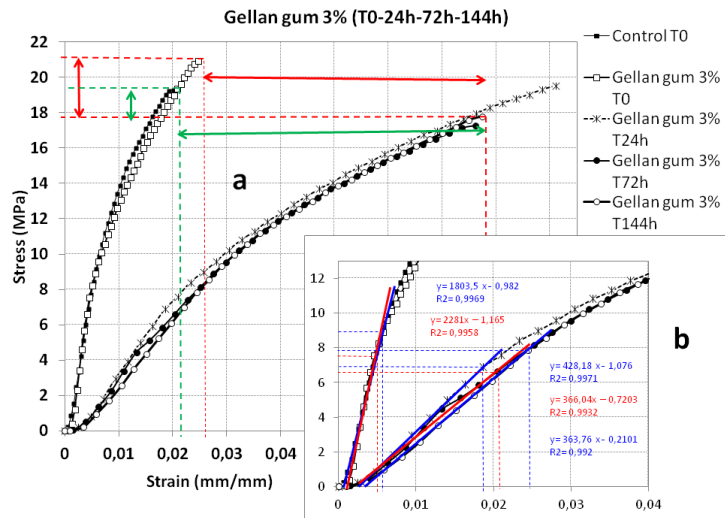 Gellan gum 3% (T0-24h-72h-144h)
Stress (MPa)
22
20
18
16
14
12
10
8
6
4
2
0
0,00
0,01
0,02
0,03
0,04
Strain (mm/mm)
a
Control T0
Gellan gum 3%
T0
Gellan gum 3%
T24h
Gellan gum 3%
T72h
Gellan gum 3%
T144h
b
12
10
8
6
4
2
0
y= 1803,5 x- 0,982
R2= 0,9969
y= 2281x - 1,165
R2= 0,9958
y= 428,18 x- 1,076
R2= 0,9971
y= 366,04x - 0,7203
R2= 0,9932
y= 363,76 x- 0,2101
R2= 0,992
0
0,01
0,02
0,03
0,04